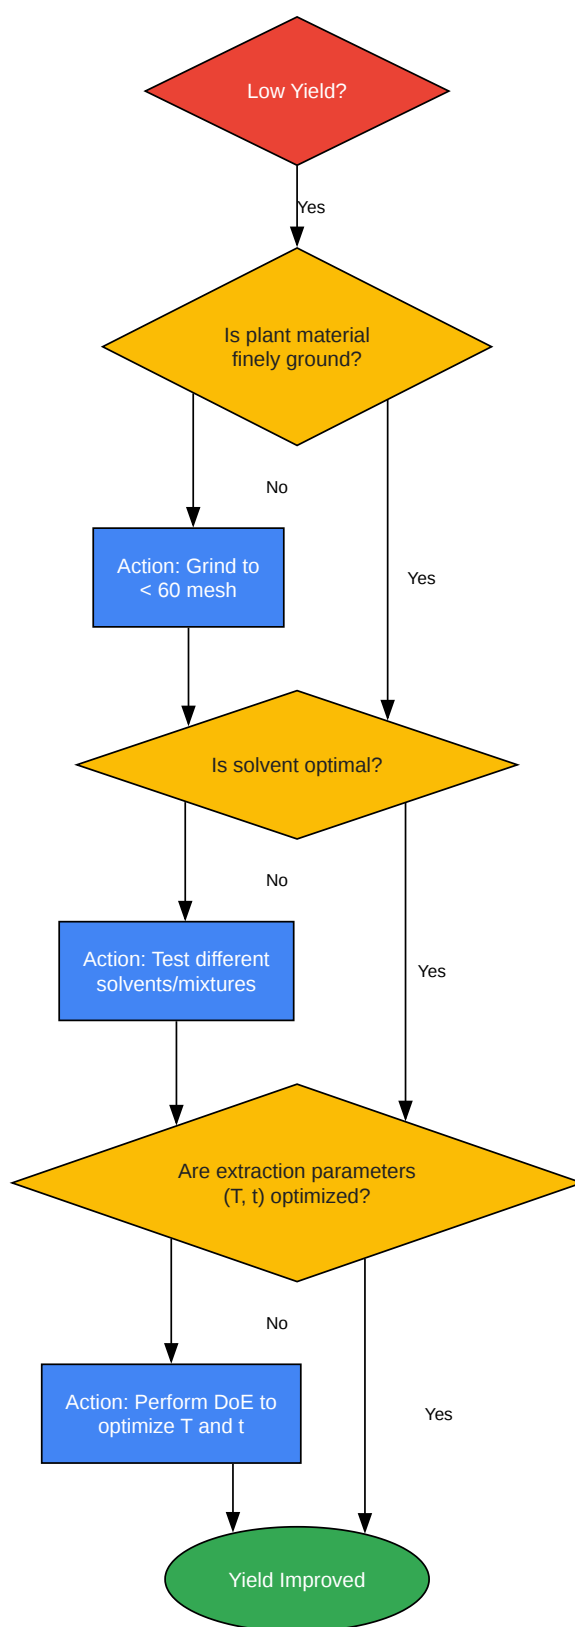 Low Yield?
Yes
Is plant material
finely ground?
No
Action: Grind to
< 60 mesh
Yes
Is solvent optimal?
No
Action: Test different
solvents/mixtures
Yes
Are extraction parameters
(T, t) optimized?
No
Action: Perform DoE to
optimize T and t
Yes
Yield Improved